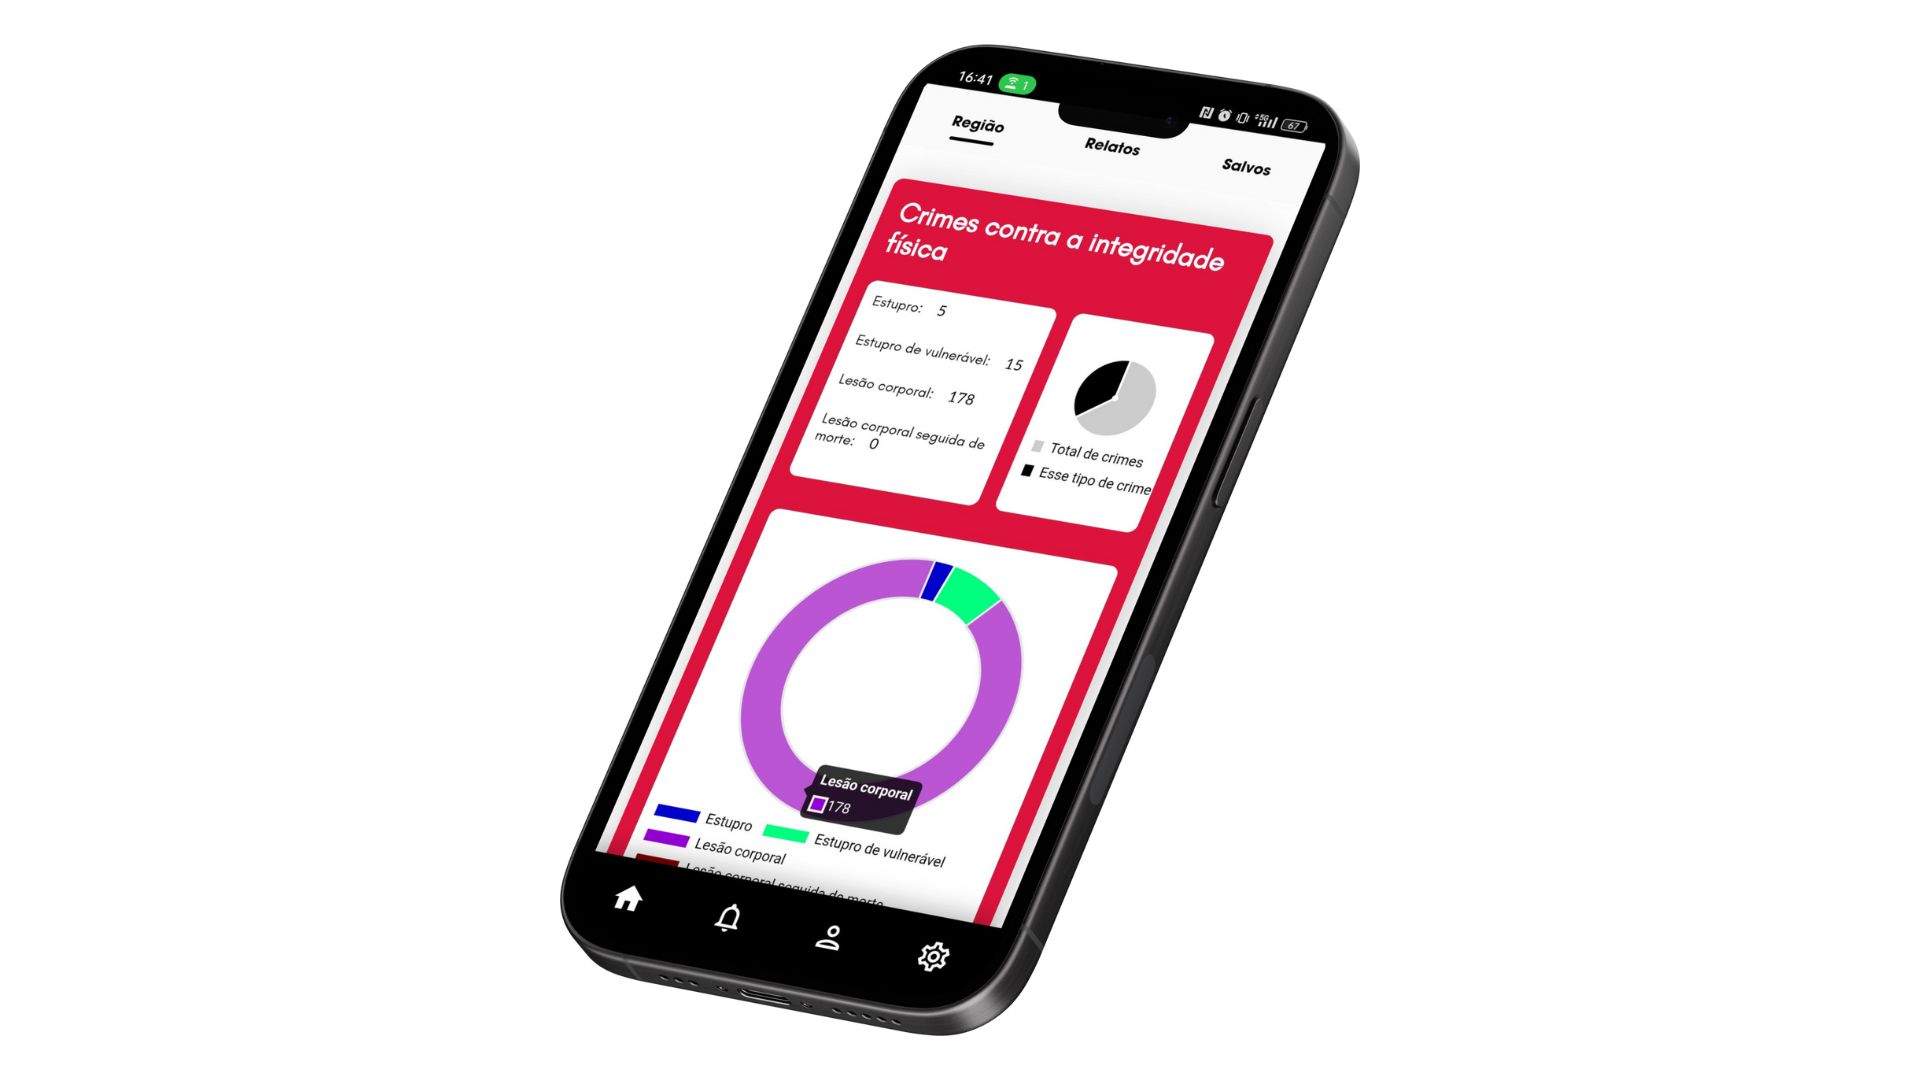 16:41
1
5G
67
Região
Relatos
Salvos
Crimes contra a integridade
física
Estupro: 5
Estupro de vulnerável: 15
Lesão corporal: 178
Lesão corporal seguida de
morte: 0
Total de crimes
Esse tipo de crime
Lesão corporal
178
Estupro
Estupro de vulnerável
Lesão corporal
Lesão corporal seguida de morte